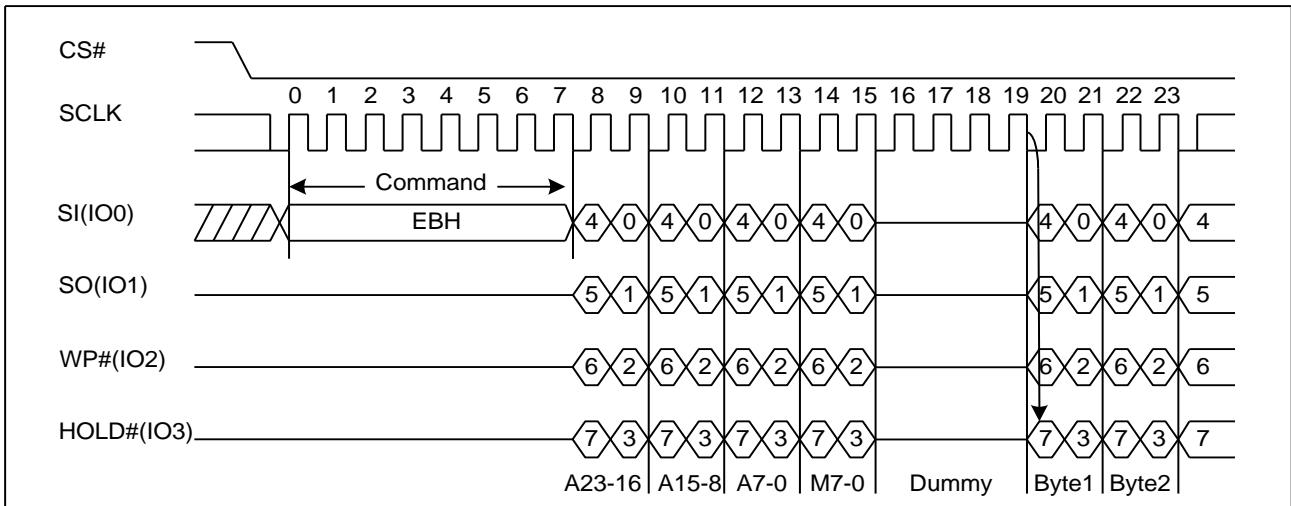 CS#
0 1 2 3 4 5 6 7 8 9 10 11 12 13 14 15 16 17 18 19 20 21 22 23
SCLK
Command
SI(IO0)
EBH
4 0 4 0 4 0 4 0 4 0 4 0 4
SO(IO1)
5 1 5 1 5 1 5 1 5 1 5 1 5
WP#(IO2)
6 2 6 2 6 2 6 2 6 2 6 2 6
HOLD#(IO3)
7 3 7 3 7 3 7 3 7 3 7 3 7
A23-16 A15-8 A7-0 M7-0 Dummy Byte1 Byte2